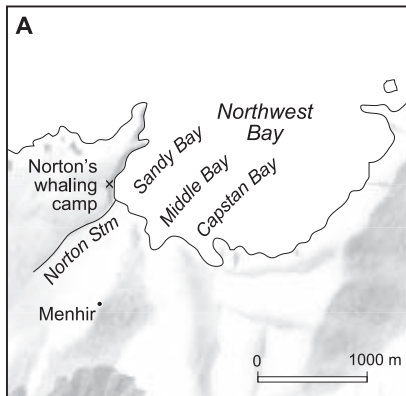 A
Northwest
Bay
Sandy Bay
Middle Bay
Capstan Bay
Norton's
whaling
camp
Norton Stm
Menhir
0
1000 m